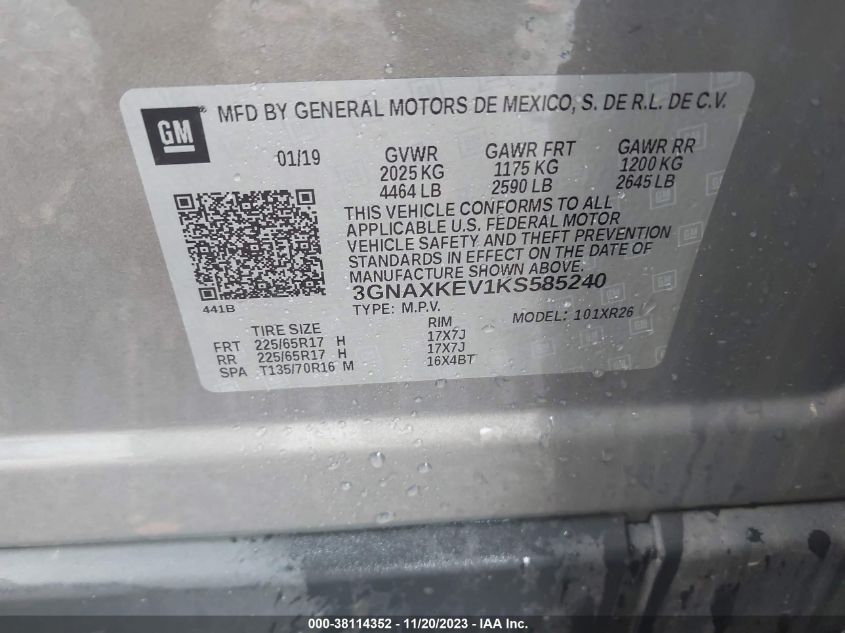 GM
MFD BY GENERAL MOTORS DE MEXICO, S. DE R.L. DE C.V.
01/19 GVWR GAWR FRT GAWR RR
2025 KG 1175 KG 1200 KG
4464 LB 2590 LB 2645 LB
THIS VEHICLE CONFORMS TO ALL
APPLICABLE U.S. FEDERAL MOTOR
VEHICLE SAFETY AND THEFT PREVENTION
STANDARDS IN EFFECT ON THE DATE OF
MANUFACTURE SHOWN ABOVE.
3GNAXKEV1KS585240
441B
TYPE: M.P.V. MODEL: 101XR26
TIRE SIZE RIM
FRT 225/65R17 H 17X7J
RR 225/65R17 H 17X7J
SPA T135/70R16 M 16X4BT
000-38114352 - 11/20/2023 - IAA Inc.